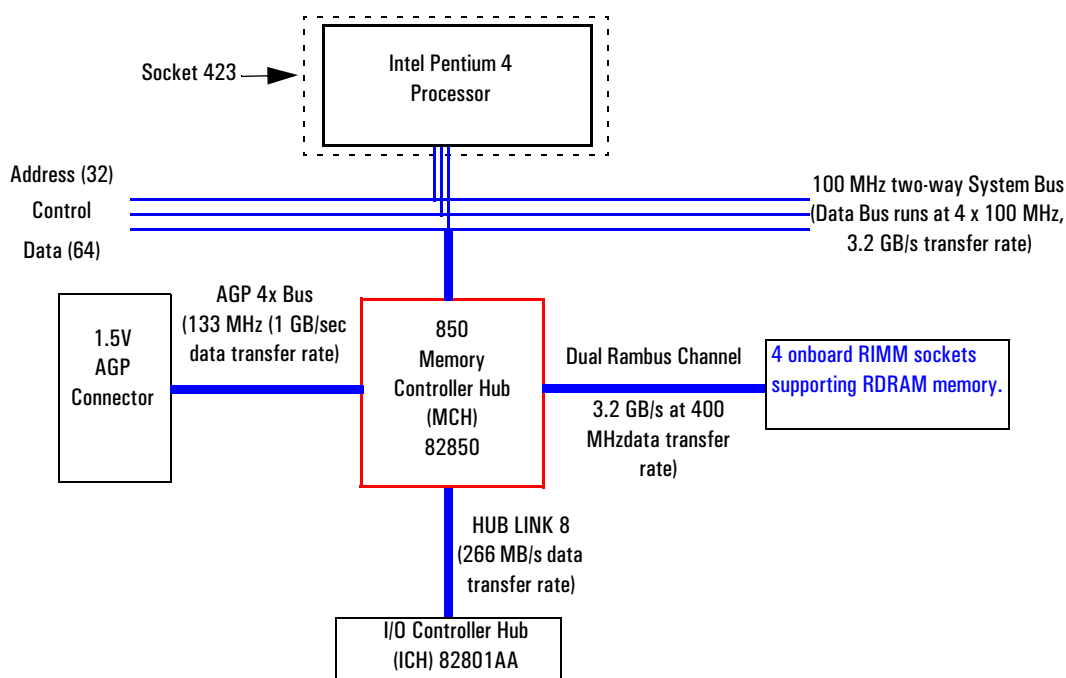 Intel Pentium 4
Processor
Socket 423
Address (32)
Control
Data (64)
100 MHz two-way System Bus
(Data Bus runs at 4 x 100 MHz,
3.2 GB/s transfer rate)
AGP 4x Bus
(133 MHz (1 GB/sec
data transfer rate)
1.5V
AGP
Connector
850
Memory
Controller Hub
(MCH)
82850
Dual Rambus Channel
3.2 GB/s at 400
MHzdata transfer
rate)
4 onboard RIMM sockets
supporting RDRAM memory.
HUB LINK 8
(266 MB/s data
transfer rate)
I/O Controller Hub
(ICH) 82801AA